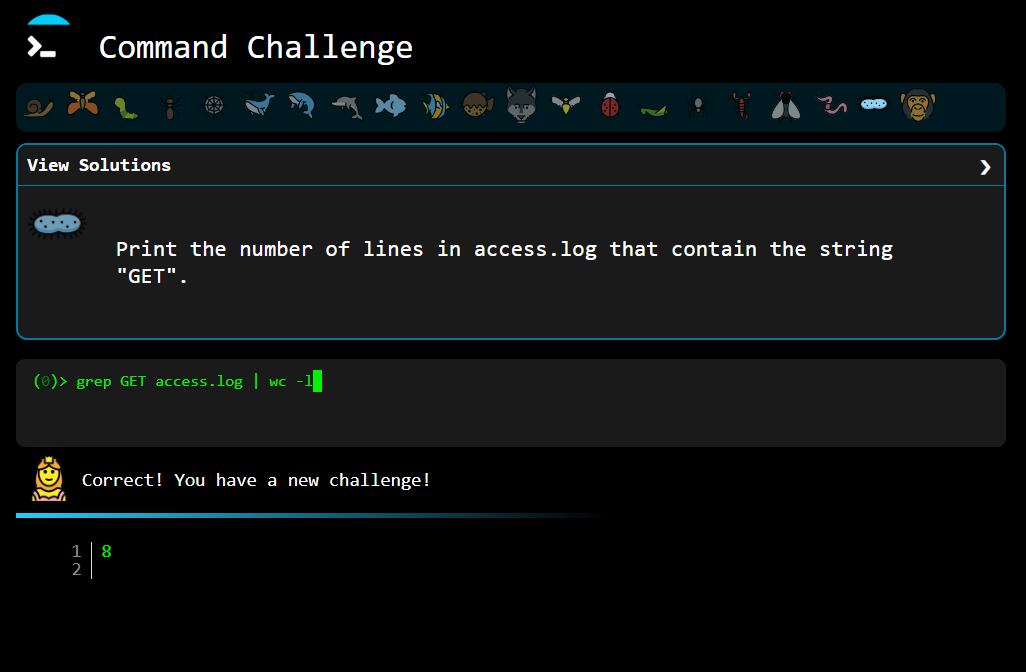 Command Challenge
View Solutions
Print the number of lines in access.log that contain the string
"GET".
(0)> grep GET access.log | wc -l
Correct! You have a new challenge!
1 8
2